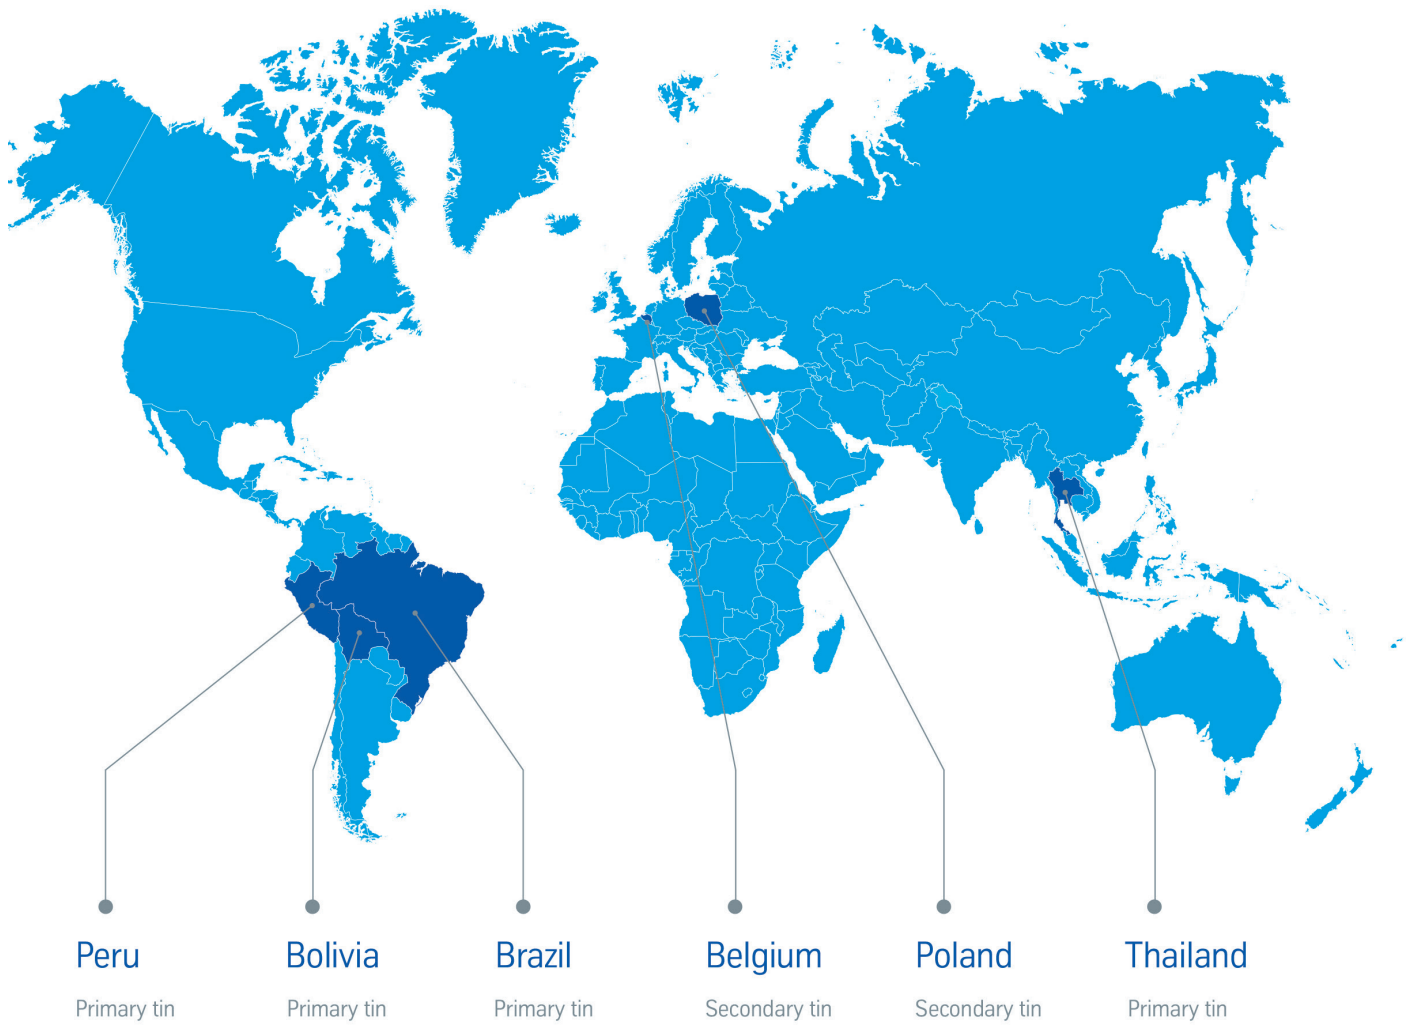 Peru
Bolivia
Brazil
Belgium
Poland
Thailand
Primary tin
Primary tin
Primary tin
Secondary tin
Secondary tin
Primary tin